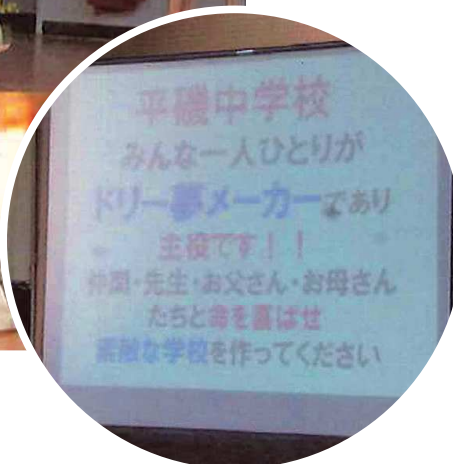 平磯中学校
みんな一人ひとりが
ドリー夢メーカーであり
主役です！！
仲間・先生・お父さん・お母さん
たちと命を喜ばせ
素敵な学校を作ってください